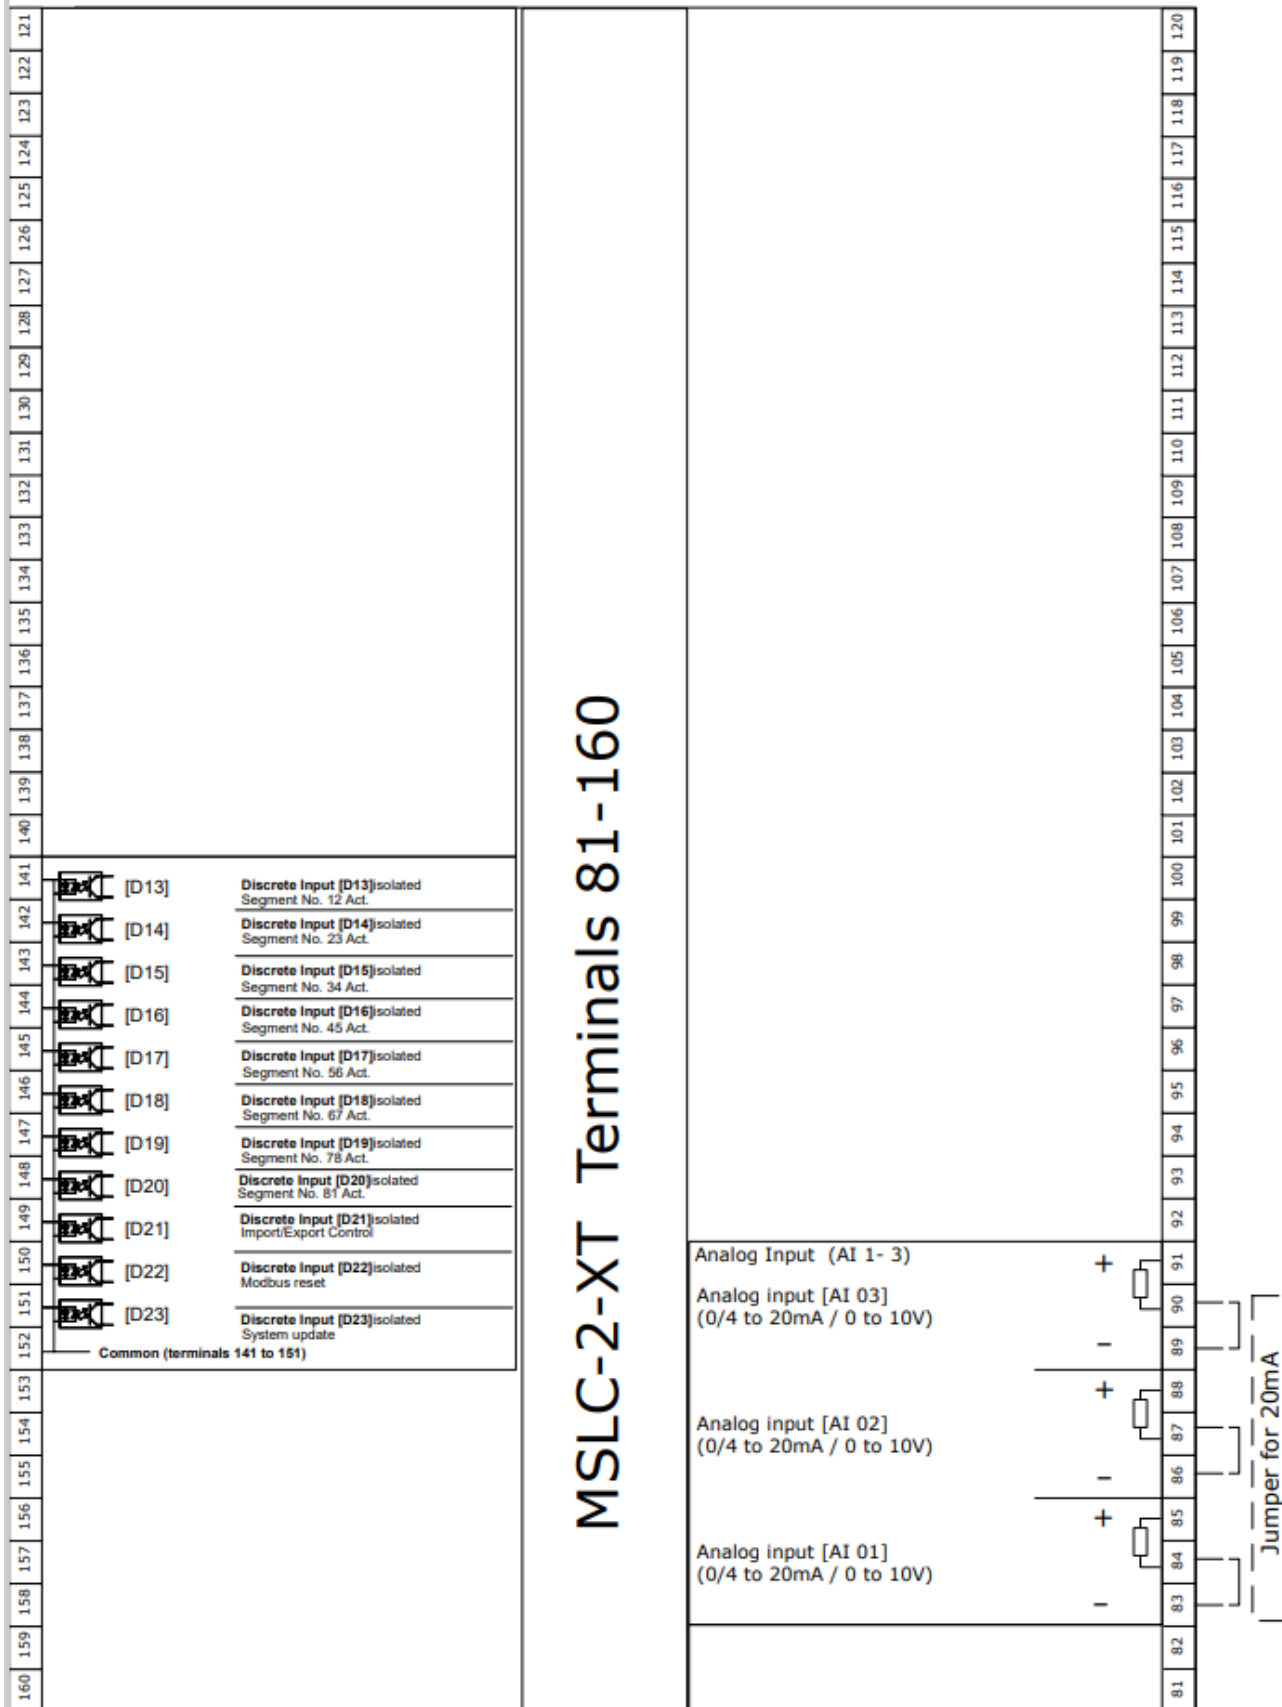 121
122
123
124
125
126
127
128
129
130
131
132
133
134
135
136
137
138
139
140
141
142
143
144
145
146
147
148
149
150
151
152
153
154
155
156
157
158
159
160
[D13]
Discrete Input [D13]isolated
Segment No. 12 Act.
[D14]
Discrete Input [D14]isolated
Segment No. 23 Act.
[D15]
Discrete Input [D15]isolated
Segment No. 34 Act.
[D16]
Discrete Input [D16]isolated
Segment No. 45 Act.
[D17]
Discrete Input [D17]isolated
Segment No. 56 Act.
[D18]
Discrete Input [D18]isolated
Segment No. 67 Act.
[D19]
Discrete Input [D19]isolated
Segment No. 78 Act.
[D20]
Discrete Input [D20]isolated
Segment No. 81 Act.
[D21]
Discrete Input [D21]isolated
Import/Export Control
[D22]
Discrete Input [D22]isolated
Modbus reset
[D23]
Discrete Input [D23]isolated
System update
Common (terminals 141 to 151)
MSLC-2-XT Terminals 81-160
Analog Input (AI 1- 3)
+
Analog input [AI 03]
(0/4 to 20mA / 0 to 10V)
−
+
Analog input [AI 02]
(0/4 to 20mA / 0 to 10V)
−
+
Analog input [AI 01]
(0/4 to 20mA / 0 to 10V)
−
120
119
118
117
116
115
114
113
112
111
110
109
108
107
106
105
104
103
102
101
100
99
98
97
96
95
94
93
92
91
90
89
88
87
86
85
84
83
82
81
Jumper for 20mA